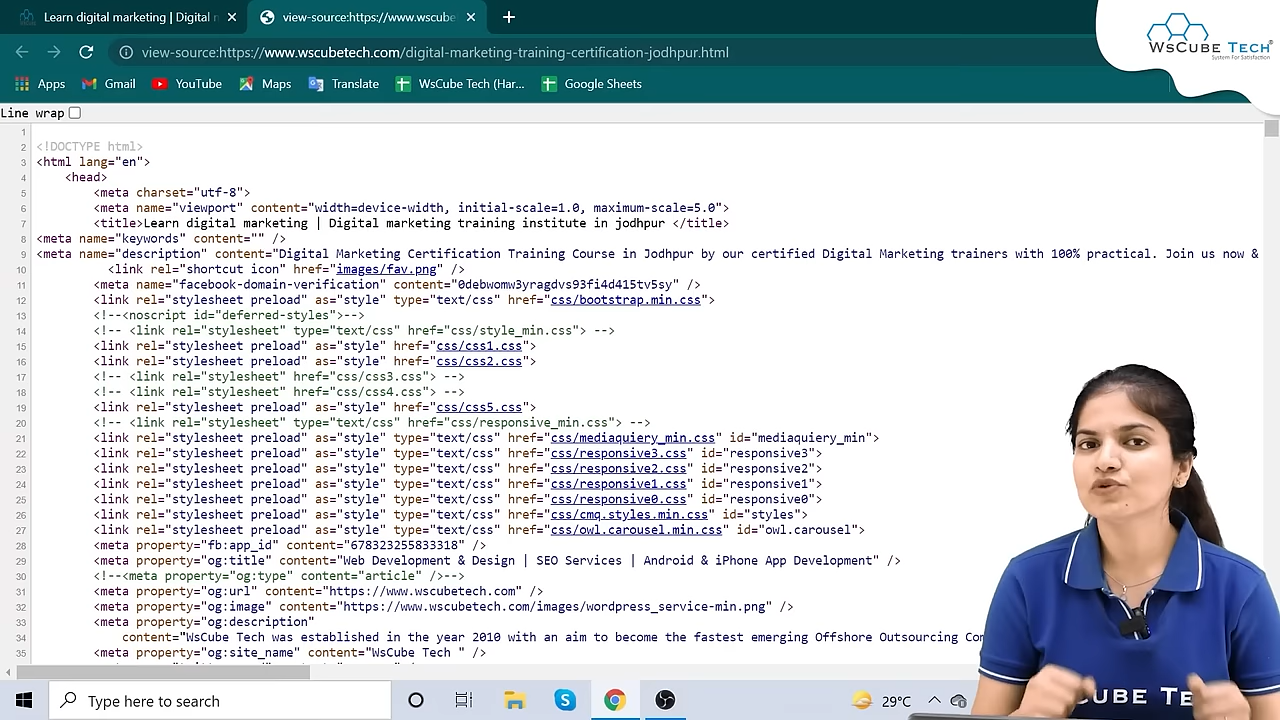 Learn digital marketing | Digital n
view-source:https://www.wscube
view-source:https://www.wscubetech.com/digital-marketing-training-certification-jodhpur.html
WSCUBE TECH®
System For Satisfaction
Apps Gmail YouTube Maps Translate WsCube Tech (Har... Google Sheets
Line wrap
1
2 <!DOCTYPE html>
3 <html lang="en">
4 <head>
5 <meta charset="utf-8">
6 <meta name="viewport" content="width=device-width, initial-scale=1.0, maximum-scale=5.0">
7 <title>Learn digital marketing | Digital marketing training institute in jodhpur </title>
8 <meta name="keywords" content="" />
9 <meta name="description" content="Digital Marketing Certification Training Course in Jodhpur by our certified Digital Marketing trainers with 100% practical. Join us now &
10 <link rel="shortcut icon" href="images/fav.png" />
11 <meta name="facebook-domain-verification" content="0debwomw3yragdvs93fi4d415tv5sy" />
12 <link rel="stylesheet preload" as="style" type="text/css" href="css/bootstrap.min.css">
13 <!--<noscript id="deferred-styles">-->
14 <!-- <link rel="stylesheet" type="text/css" href="css/style_min.css"> -->
15 <link rel="stylesheet preload" as="style" href="css/css1.css">
16 <link rel="stylesheet preload" as="style" href="css/css2.css">
17 <!-- <link rel="stylesheet" href="css/css3.css"> -->
18 <!-- <link rel="stylesheet" href="css/css4.css"> -->
19 <link rel="stylesheet preload" as="style" href="css/css5.css">
20 <!-- <link rel="stylesheet" type="text/css" href="css/responsive_min.css"> -->
21 <link rel="stylesheet preload" as="style" type="text/css" href="css/mediaquiery_min.css" id="mediaquiery_min">
22 <link rel="stylesheet preload" as="style" type="text/css" href="css/responsive3.css" id="responsive3">
23 <link rel="stylesheet preload" as="style" type="text/css" href="css/responsive2.css" id="responsive2">
24 <link rel="stylesheet preload" as="style" type="text/css" href="css/responsive1.css" id="responsive1">
25 <link rel="stylesheet preload" as="style" type="text/css" href="css/responsive0.css" id="responsive0">
26 <link rel="stylesheet preload" as="style" type="text/css" href="css/cmq.styles.min.css" id="styles">
27 <link rel="stylesheet preload" as="style" type="text/css" href="css/owl.carousel.min.css" id="owl.carousel">
28 <meta property="fb:app_id" content="678323255833318" />
29 <meta property="og:title" content="Web Development & Design | SEO Services | Android & iPhone App Development" />
30 <!--<meta property="og:type" content="article" />-->
31 <meta property="og:url" content="https://www.wscubetech.com" />
32 <meta property="og:image" content="https://www.wscubetech.com/images/wordpress_service-min.png" />
33 <meta property="og:description"
34 content="WsCube Tech was established in the year 2010 with an aim to become the fastest emerging Offshore Outsourcing Con
35 <meta property="og:site_name" content="WsCube Tech " />
CUBE TE
Type here to search
29°C